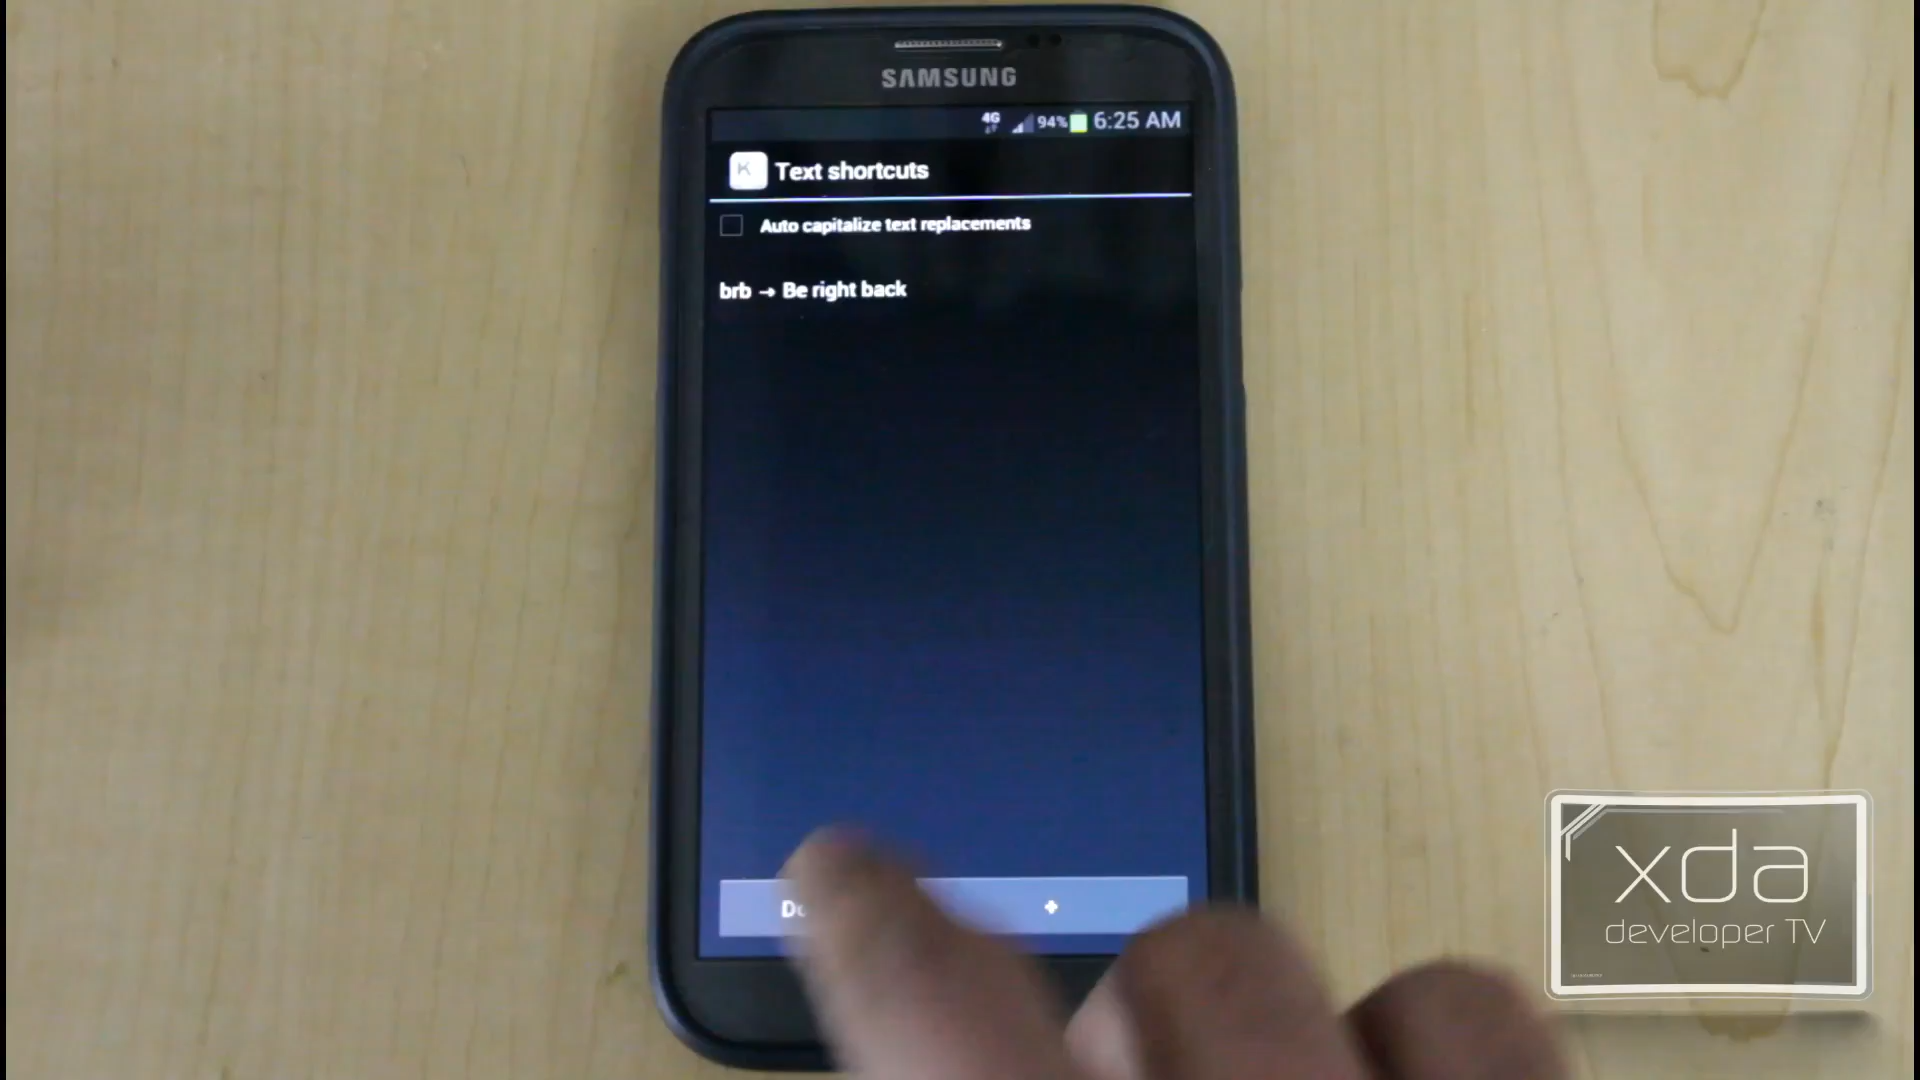 SAMSUNG
4G 94% 6:25 AM
K Text shortcuts
Auto capitalize text replacements
brb → Be right back
+
xda
developer TV